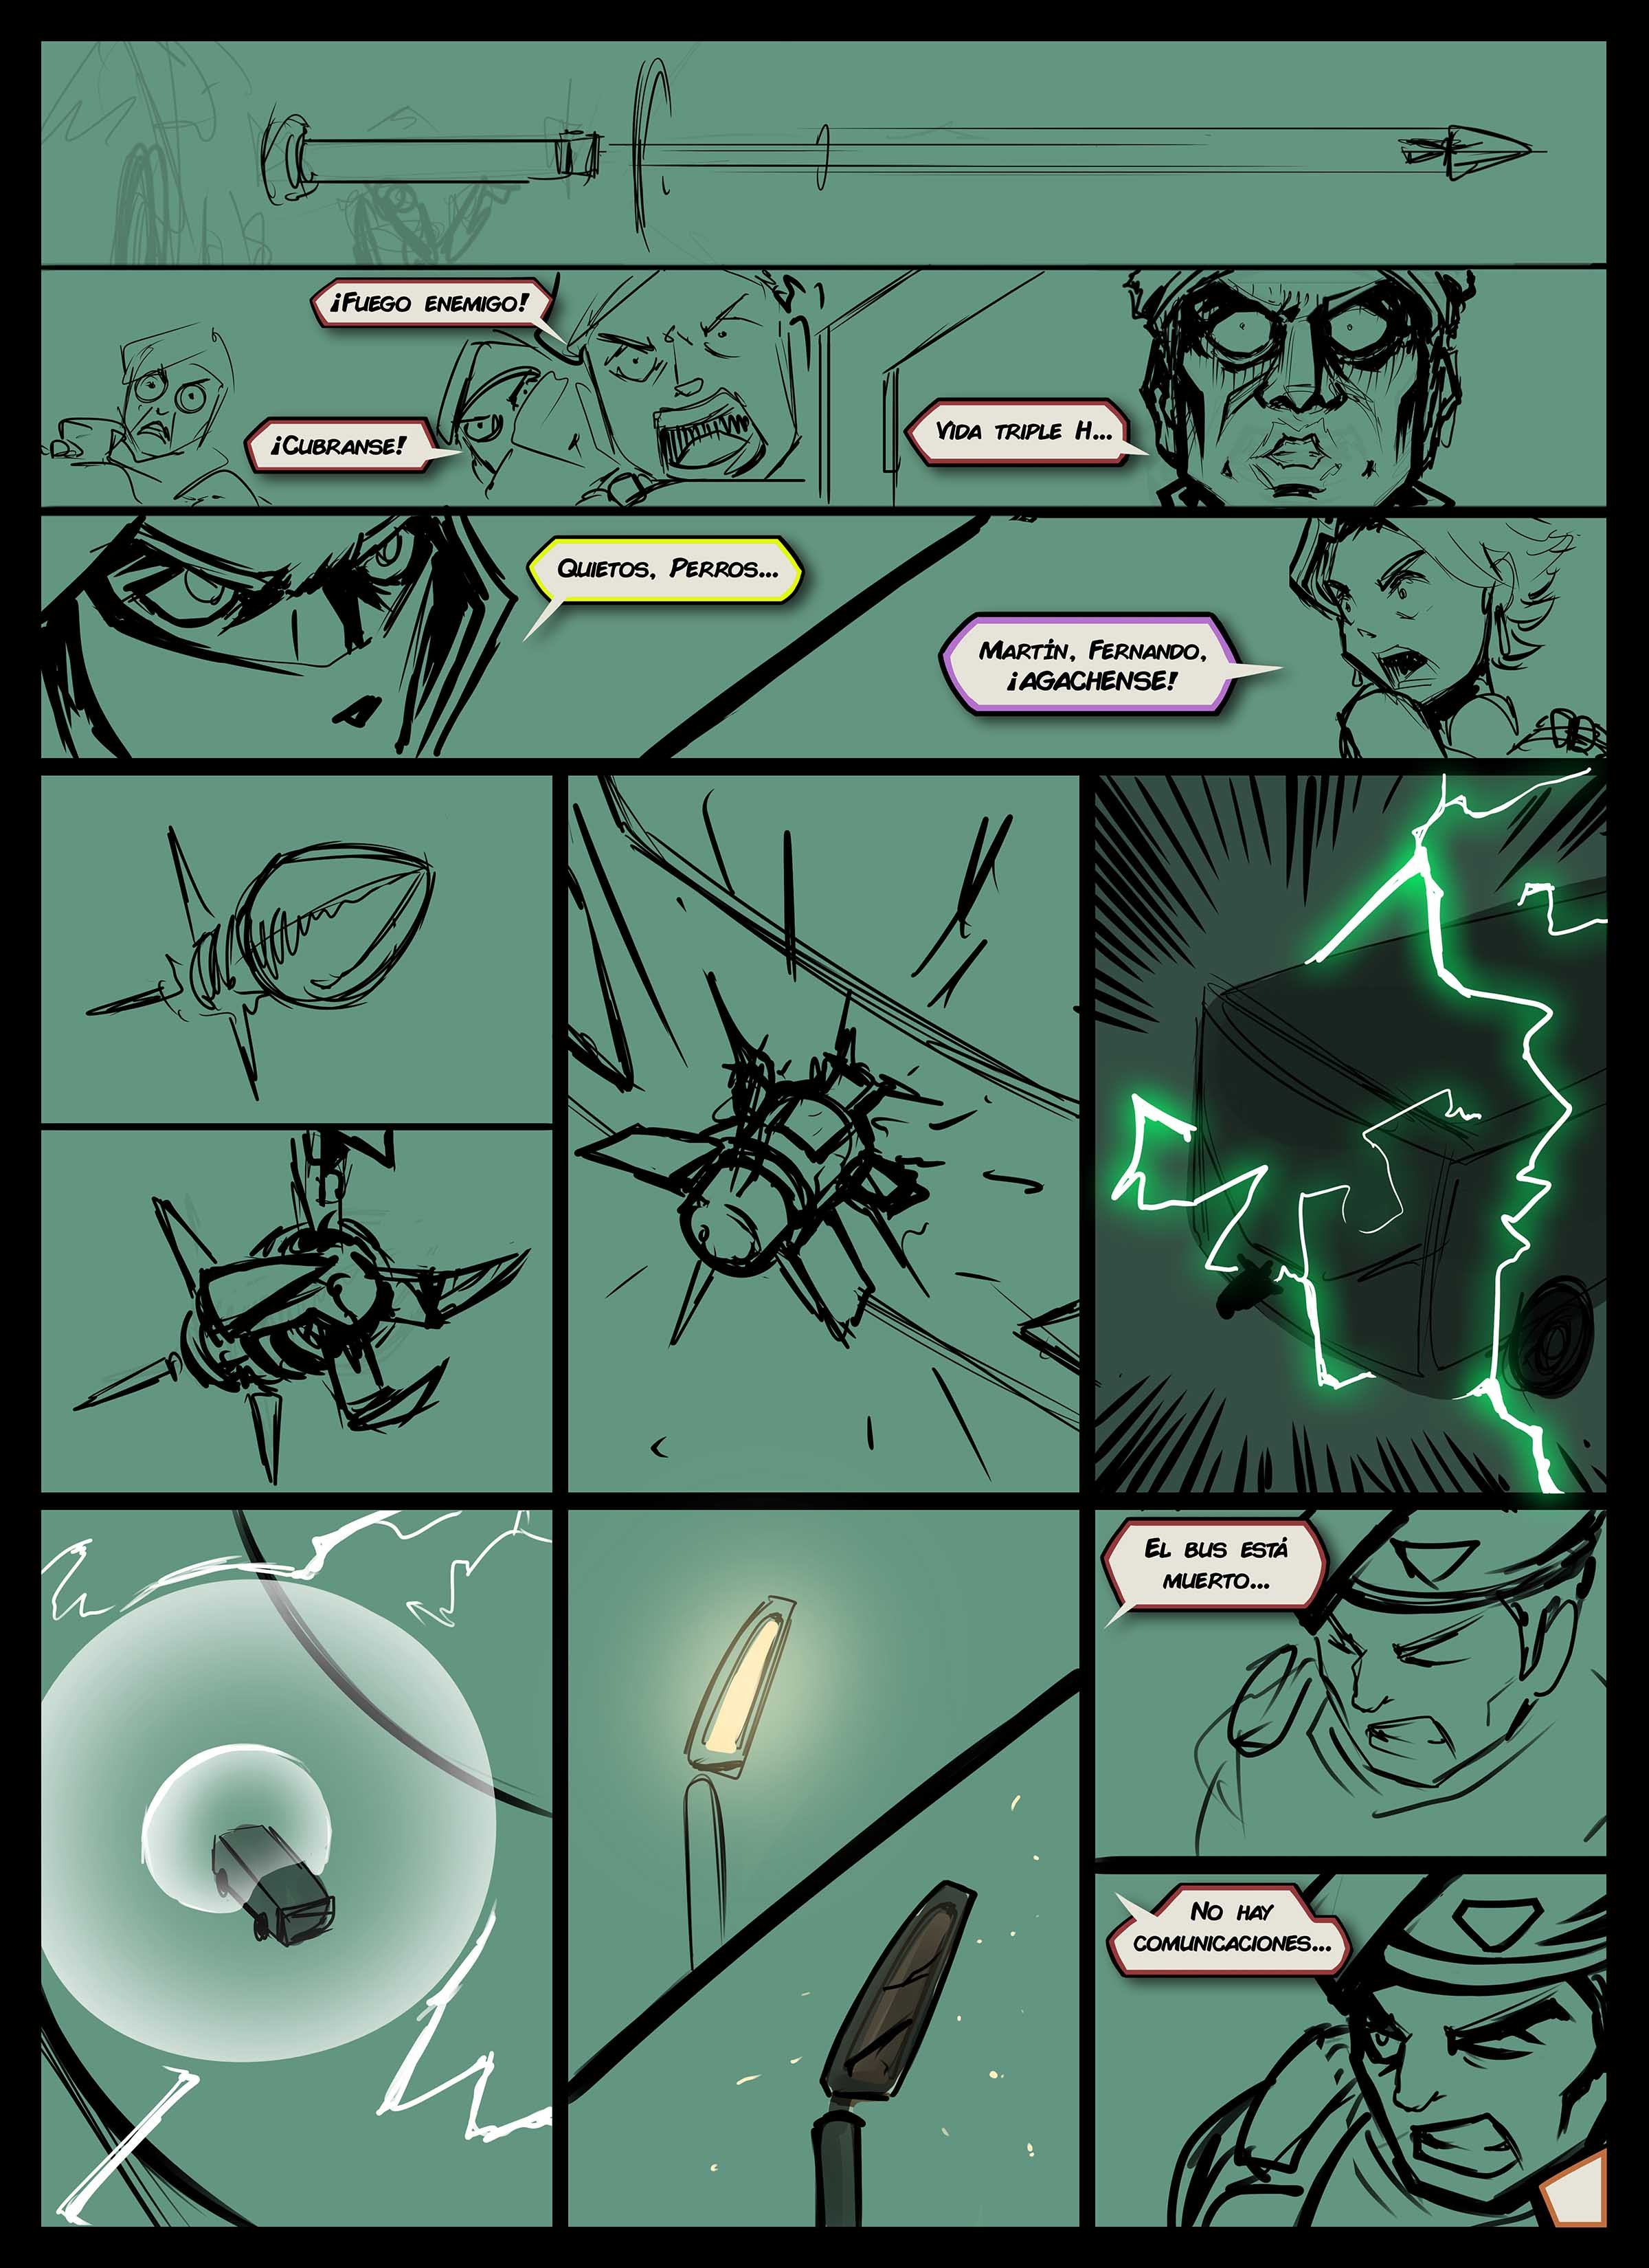 ¡FUEGO ENEMIGO!
¡CUBRANSE!
VIDA TRIPLE H...
QUIETOS, PERROS...
MARTÍN, FERNANDO,
¡AGACHENSE!
EL BUS ESTÁ
MUERTO...
NO HAY
COMUNICACIONES...